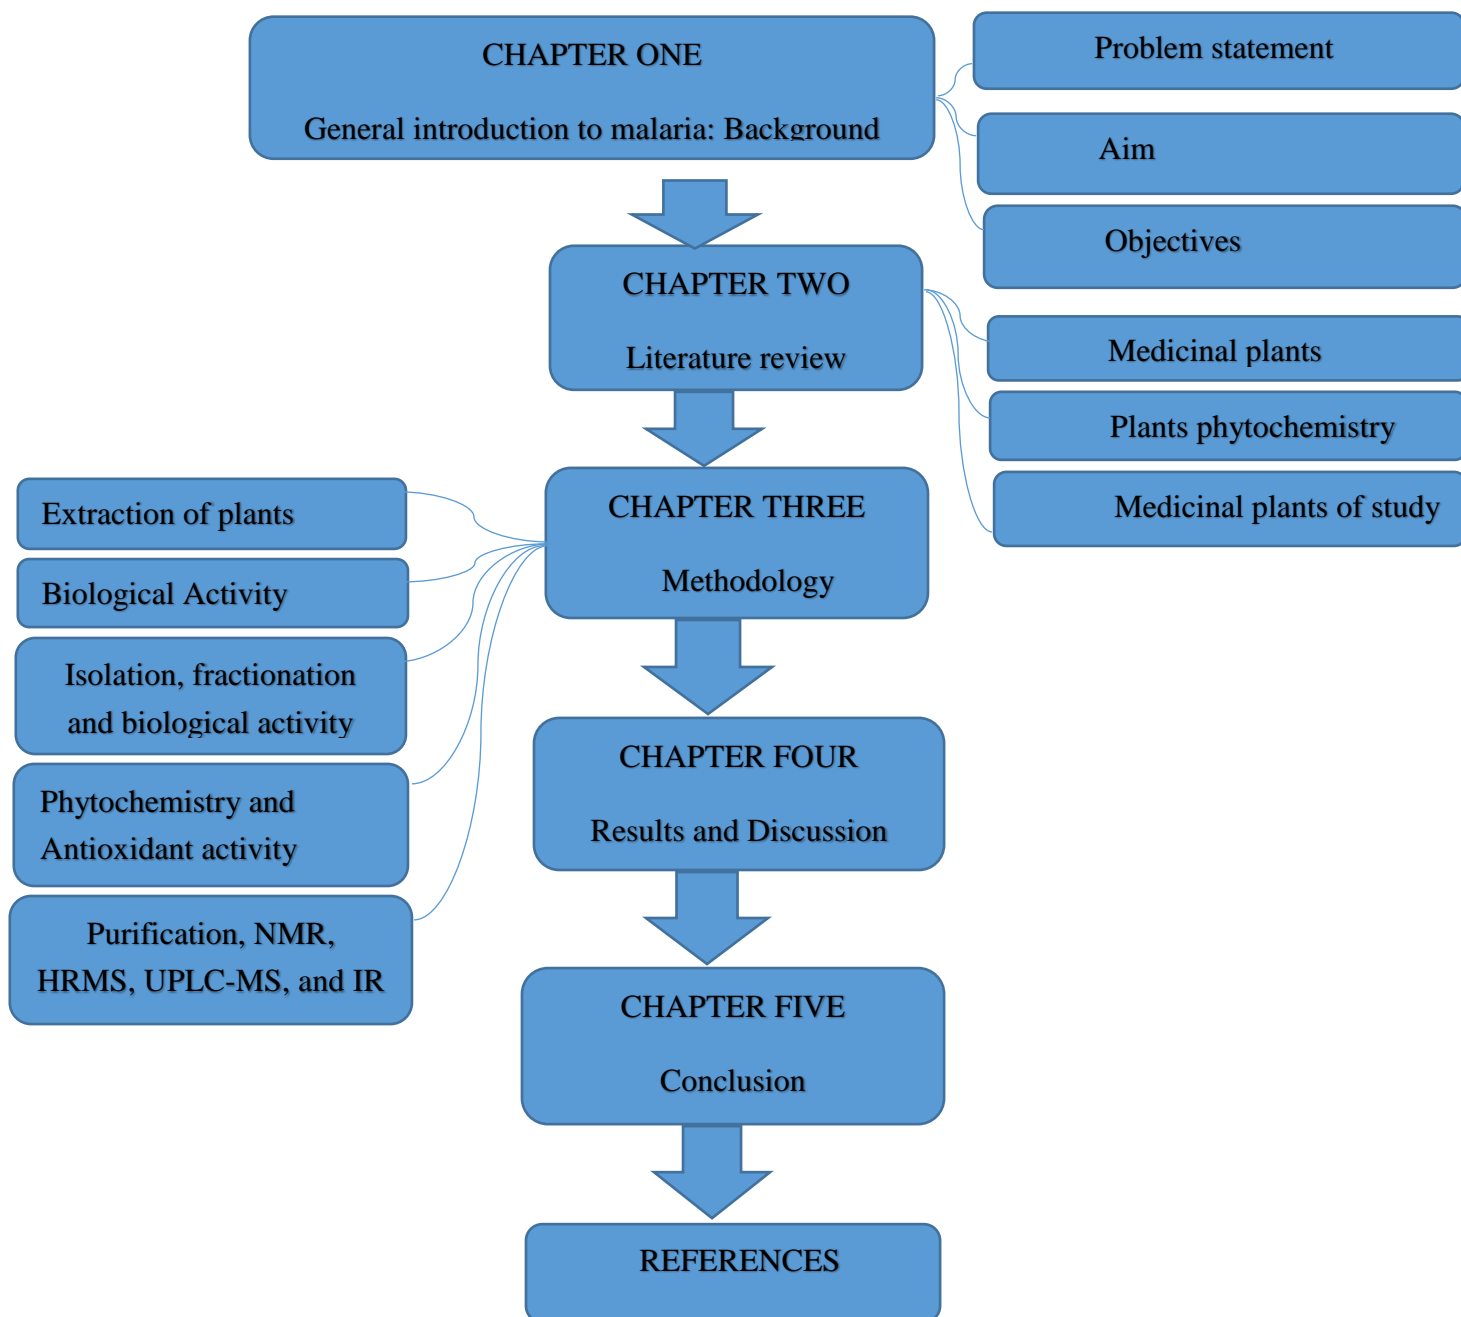 CHAPTER ONE
General introduction to malaria: Background
Problem statement
Aim
Objectives
CHAPTER TWO
Literature review
Medicinal plants
Plants phytochemistry
Medicinal plants of study
CHAPTER THREE
Methodology
Extraction of plants
Biological Activity
Isolation, fractionation
and biological activity
Phytochemistry and
Antioxidant activity
Purification, NMR,
HRMS, UPLC-MS, and IR
CHAPTER FOUR
Results and Discussion
CHAPTER FIVE
Conclusion
REFERENCES